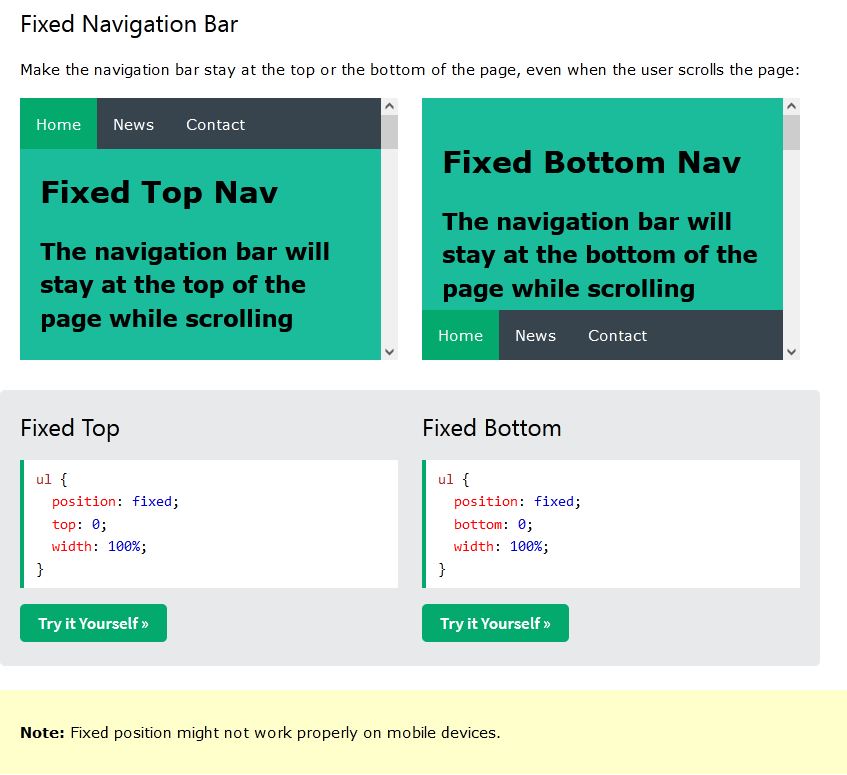 Fixed Navigation Bar
Make the navigation bar stay at the top or the bottom of the page, even when the user scrolls the page:
Home News Contact
Fixed Top Nav
The navigation bar will
stay at the top of the
page while scrolling
Fixed Bottom Nav
The navigation bar will
stay at the bottom of the
page while scrolling
Home News Contact
Fixed Top
ul {
  position: fixed;
  top: 0;
  width: 100%;
}
Try it Yourself »
Fixed Bottom
ul {
  position: fixed;
  bottom: 0;
  width: 100%;
}
Try it Yourself »
Note: Fixed position might not work properly on mobile devices.